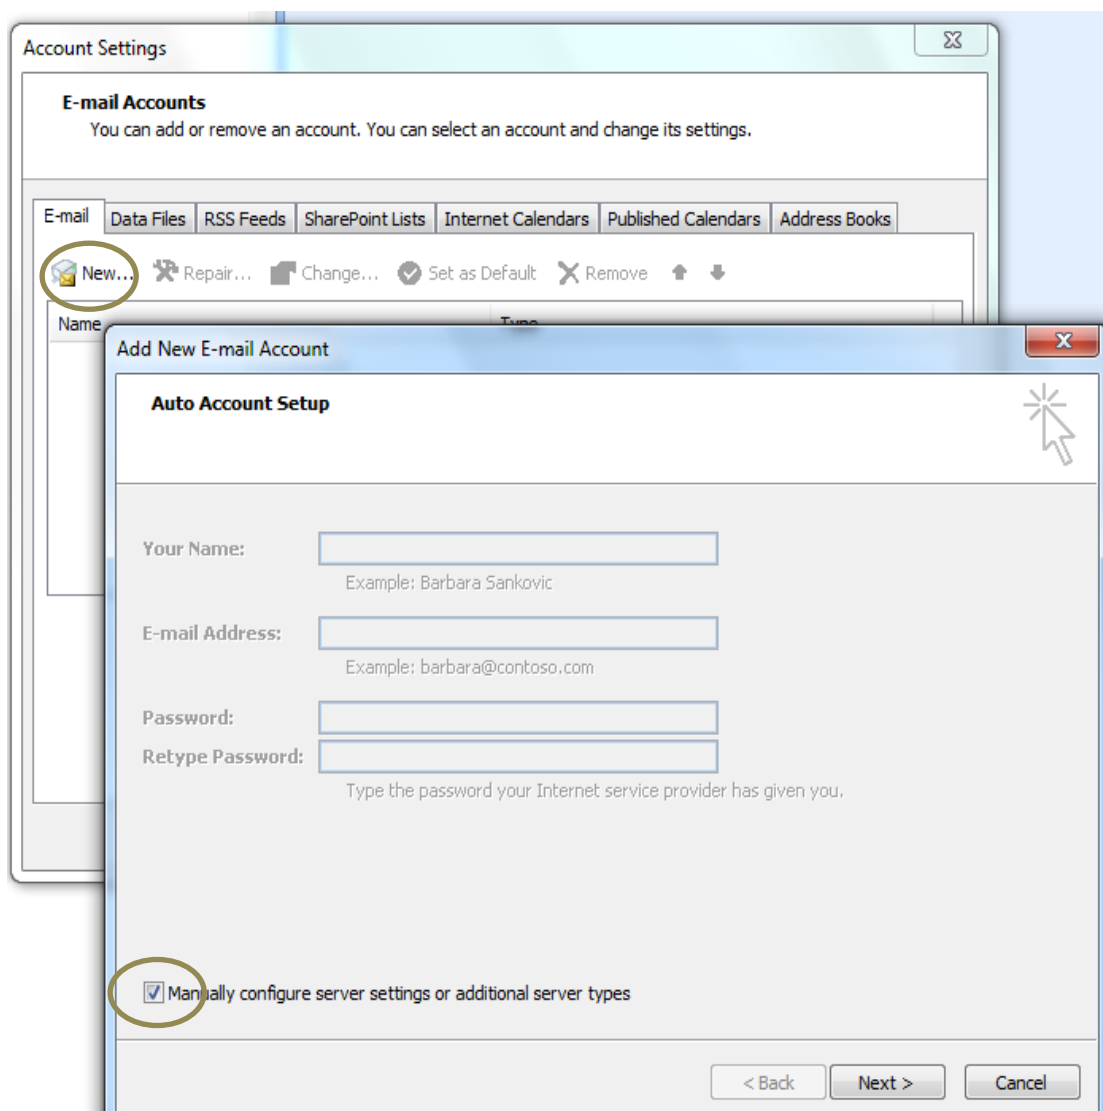 Account Settings
E-mail Accounts
You can add or remove an account. You can select an account and change its settings.
E-mail Data Files RSS Feeds SharePoint Lists Internet Calendars Published Calendars Address Books
New... Repair... Change... Set as Default Remove
Name Type
Add New E-mail Account
Auto Account Setup
Your Name:
Example: Barbara Sankovic
E-mail Address:
Example: barbara@contoso.com
Password:
Retype Password:
Type the password your Internet service provider has given you.
Manually configure server settings or additional server types
< Back Next > Cancel